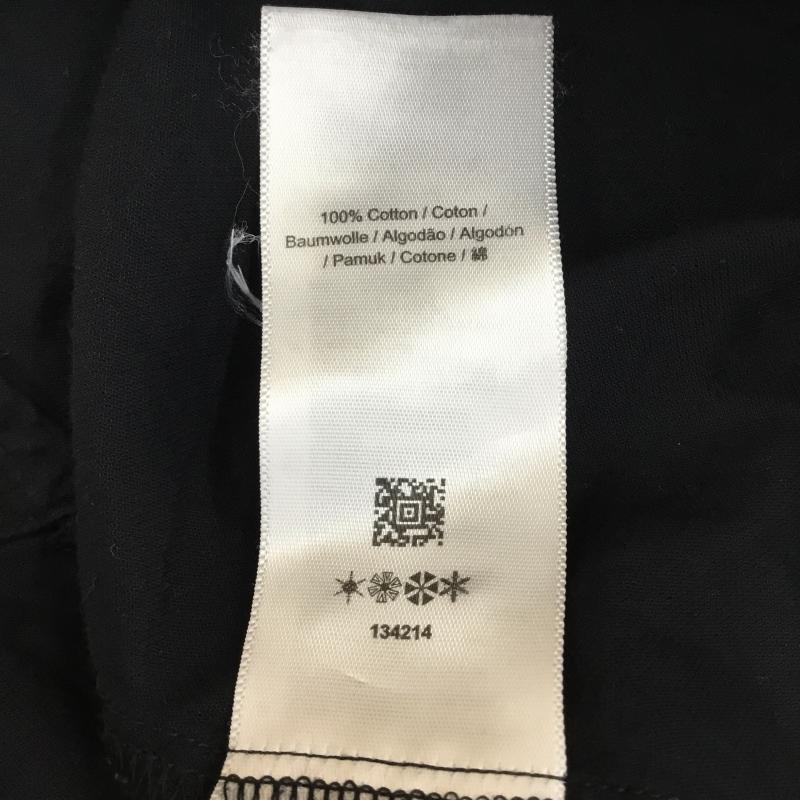 100% Cotton / Coton /
Baumwolle / Algodão / Algodón
/ Pamuk / Cotone / 綿
134214